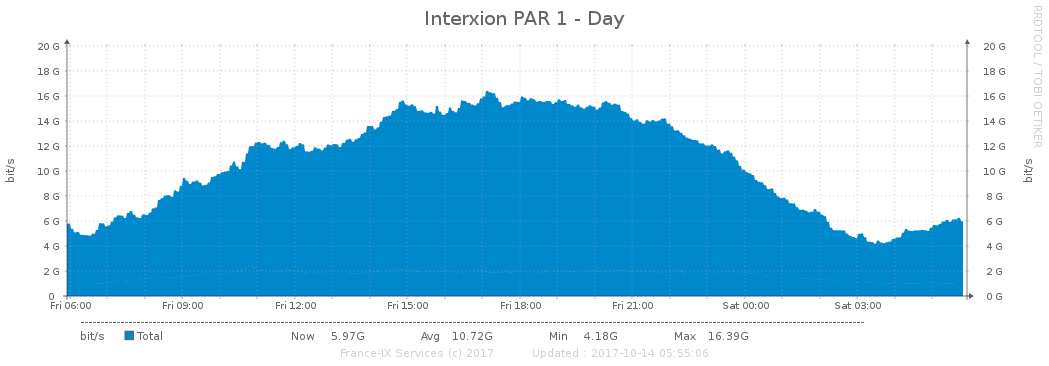 Interxion PAR 1 - Day
RRDTOOL / TOBI OETIKER
20 G 20 G
18 G 18 G
16 G 16 G
14 G 14 G
12 G 12 G
10 G 10 G
8 G 8 G
6 G 6 G
4 G 4 G
2 G 2 G
0 0 G
bit/s bit/s
Fri 06:00 Fri 09:00 Fri 12:00 Fri 15:00 Fri 18:00 Fri 21:00 Sat 00:00 Sat 03:00
bit/s Total Now 5.97G Avg 10.72G Min 4.18G Max 16.39G
France-IX Services (c) 2017 Updated : 2017-10-14 05:55:06